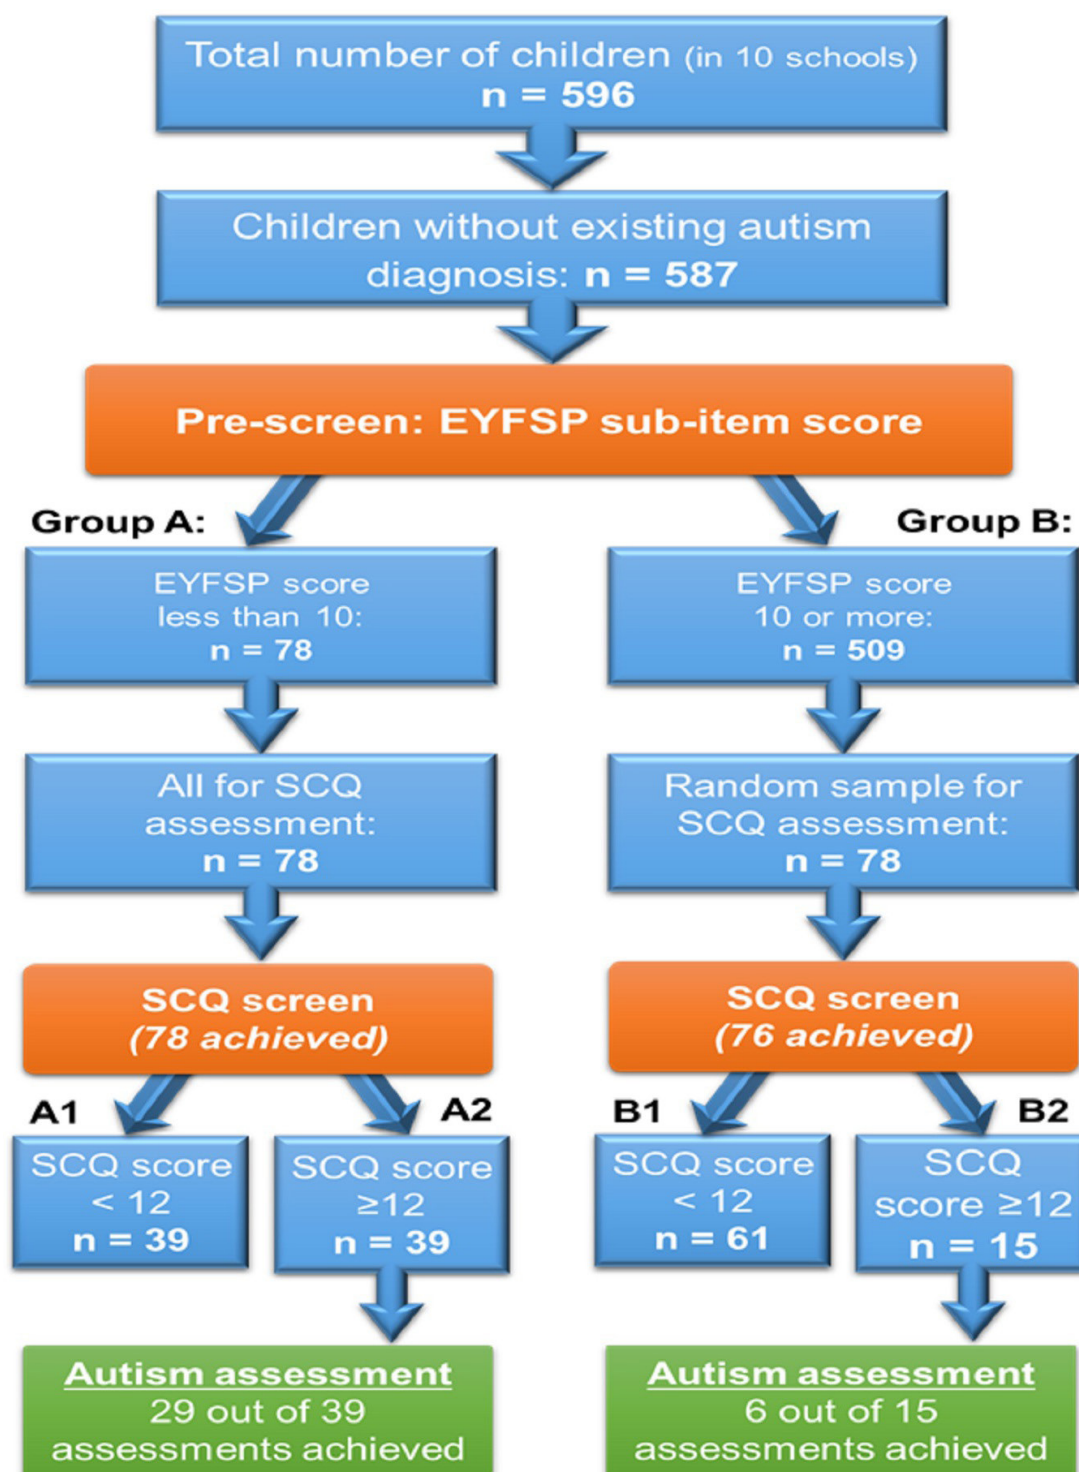 Total number of children (in 10 schools)
n = 596
Children without existing autism
diagnosis: n = 587
Pre-screen: EYFSP sub-item score
Group A:
EYFSP score
less than 10:
n = 78
All for SCQ
assessment:
n = 78
SCQ screen
(78 achieved)
A1
SCQ score
< 12
n = 39
A2
SCQ score
≥12
n = 39
Autism assessment
29 out of 39
assessments achieved
Group B:
EYFSP score
10 or more:
n = 509
Random sample for
SCQ assessment:
n = 78
SCQ screen
(76 achieved)
B1
SCQ score
< 12
n = 61
B2
SCQ
score ≥12
n = 15
Autism assessment
6 out of 15
assessments achieved